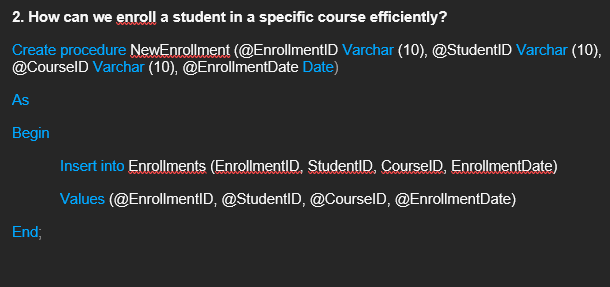 2. How can we enroll a student in a specific course efficiently?
Create procedure NewEnrollment (@EnrollmentID Varchar (10), @StudentID Varchar (10),
@CourseID Varchar (10), @EnrollmentDate Date)
As
Begin
Insert into Enrollments (EnrollmentID, StudentID, CourseID, EnrollmentDate)
Values (@EnrollmentID, @StudentID, @CourseID, @EnrollmentDate)
End;